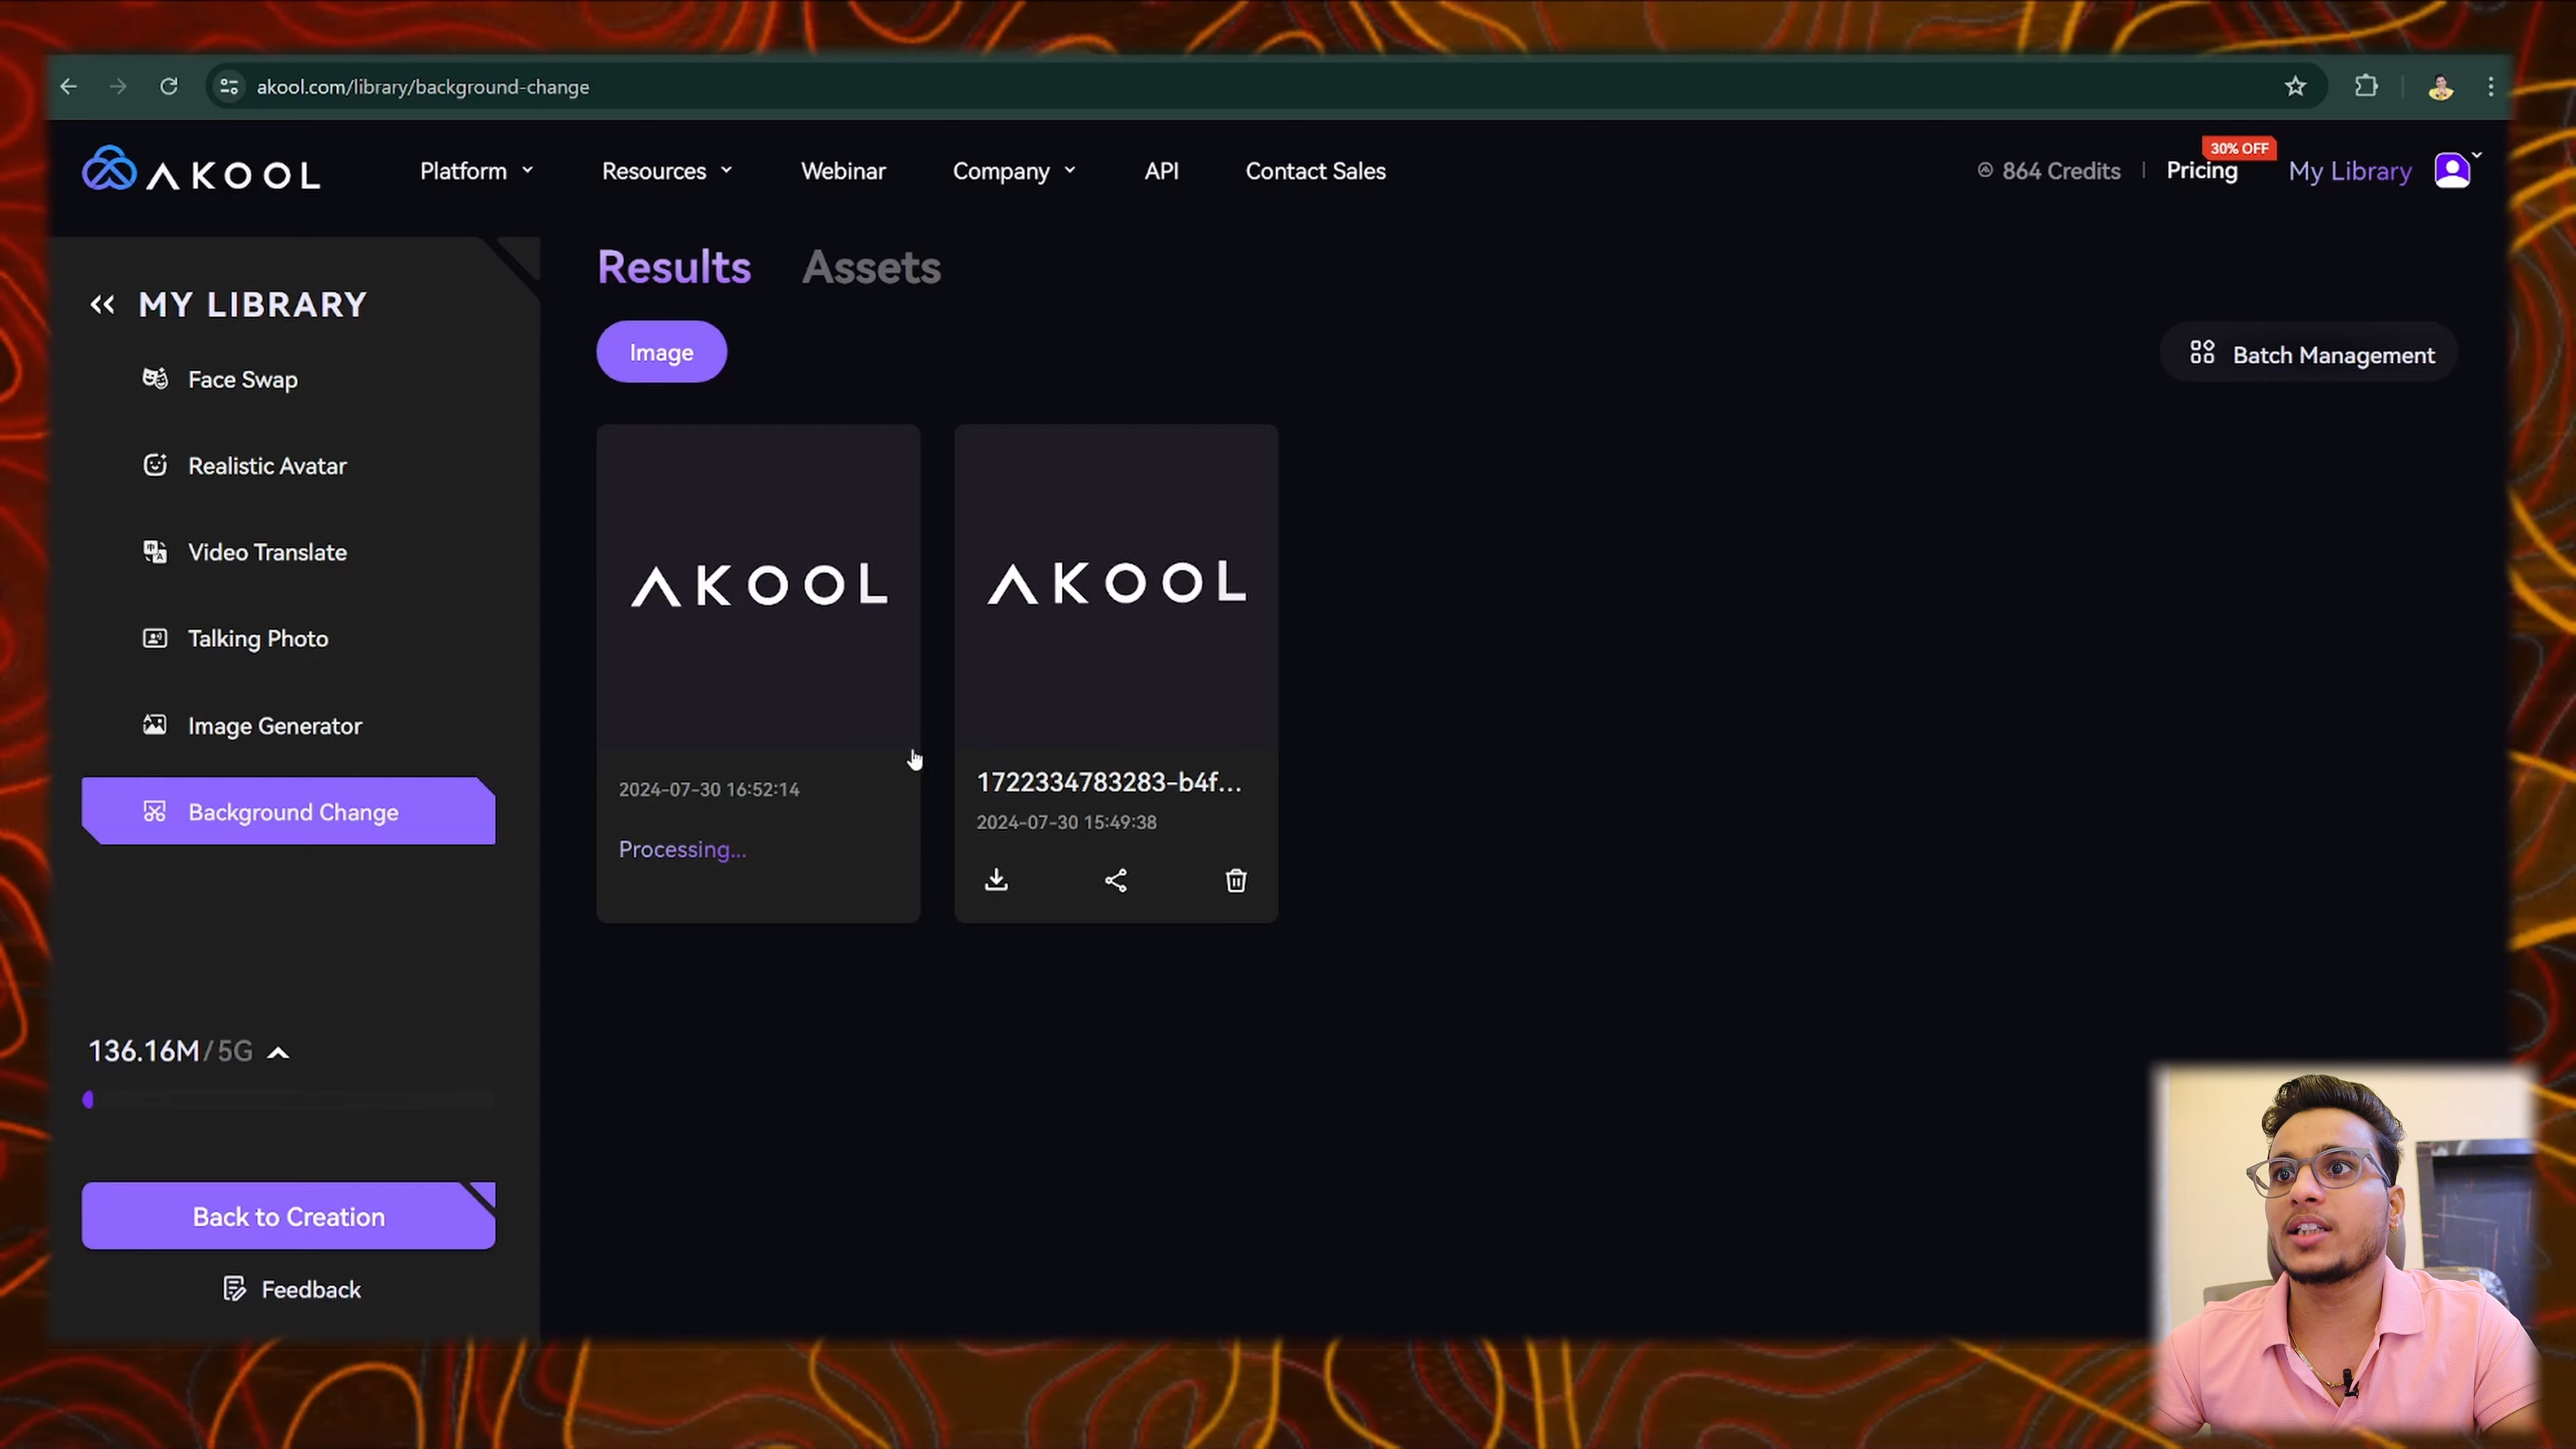 akool.com/library/background-change
AKOOL
Platform
Resources
Webinar
Company
API
Contact Sales
864 Credits
Pricing
30% OFF
My Library
MY LIBRARY
Face Swap
Realistic Avatar
Video Translate
Talking Photo
Image Generator
Background Change
136.16M/5G
Back to Creation
Feedback
Results
Assets
Image
Batch Management
AKOOL
2024-07-30 16:52:14
Processing...
AKOOL
1722334783283-b4f...
2024-07-30 15:49:38